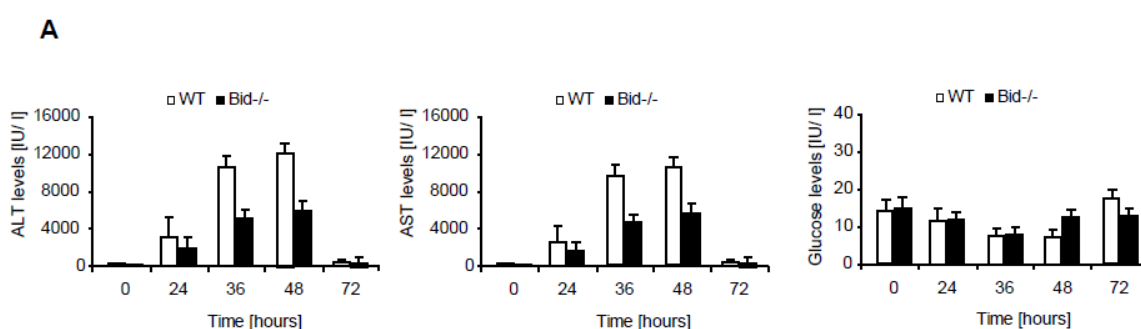 A
WT Bid-/-
16000
12000
8000
4000
0
ALT levels [IU/ l]
0 24 36 48 72
Time [hours]
WT Bid-/-
16000
12000
8000
4000
0
AST levels [IU/ l]
0 24 36 48 72
Time [hours]
WT Bid-/-
40
30
20
10
0
Glucose levels [IU/ l]
0 24 36 48 72
Time [hours]